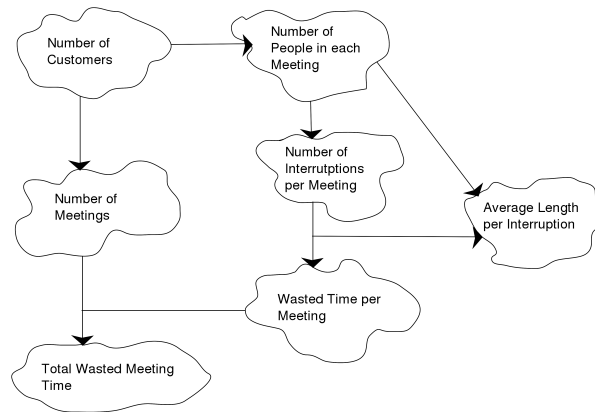 Number of
Customers
Number of
People in each
Meeting
Number of
Interrutptions
per Meeting
Number of
Meetings
Average Length
per Interruption
Wasted Time per
Meeting
Total Wasted Meeting
Time